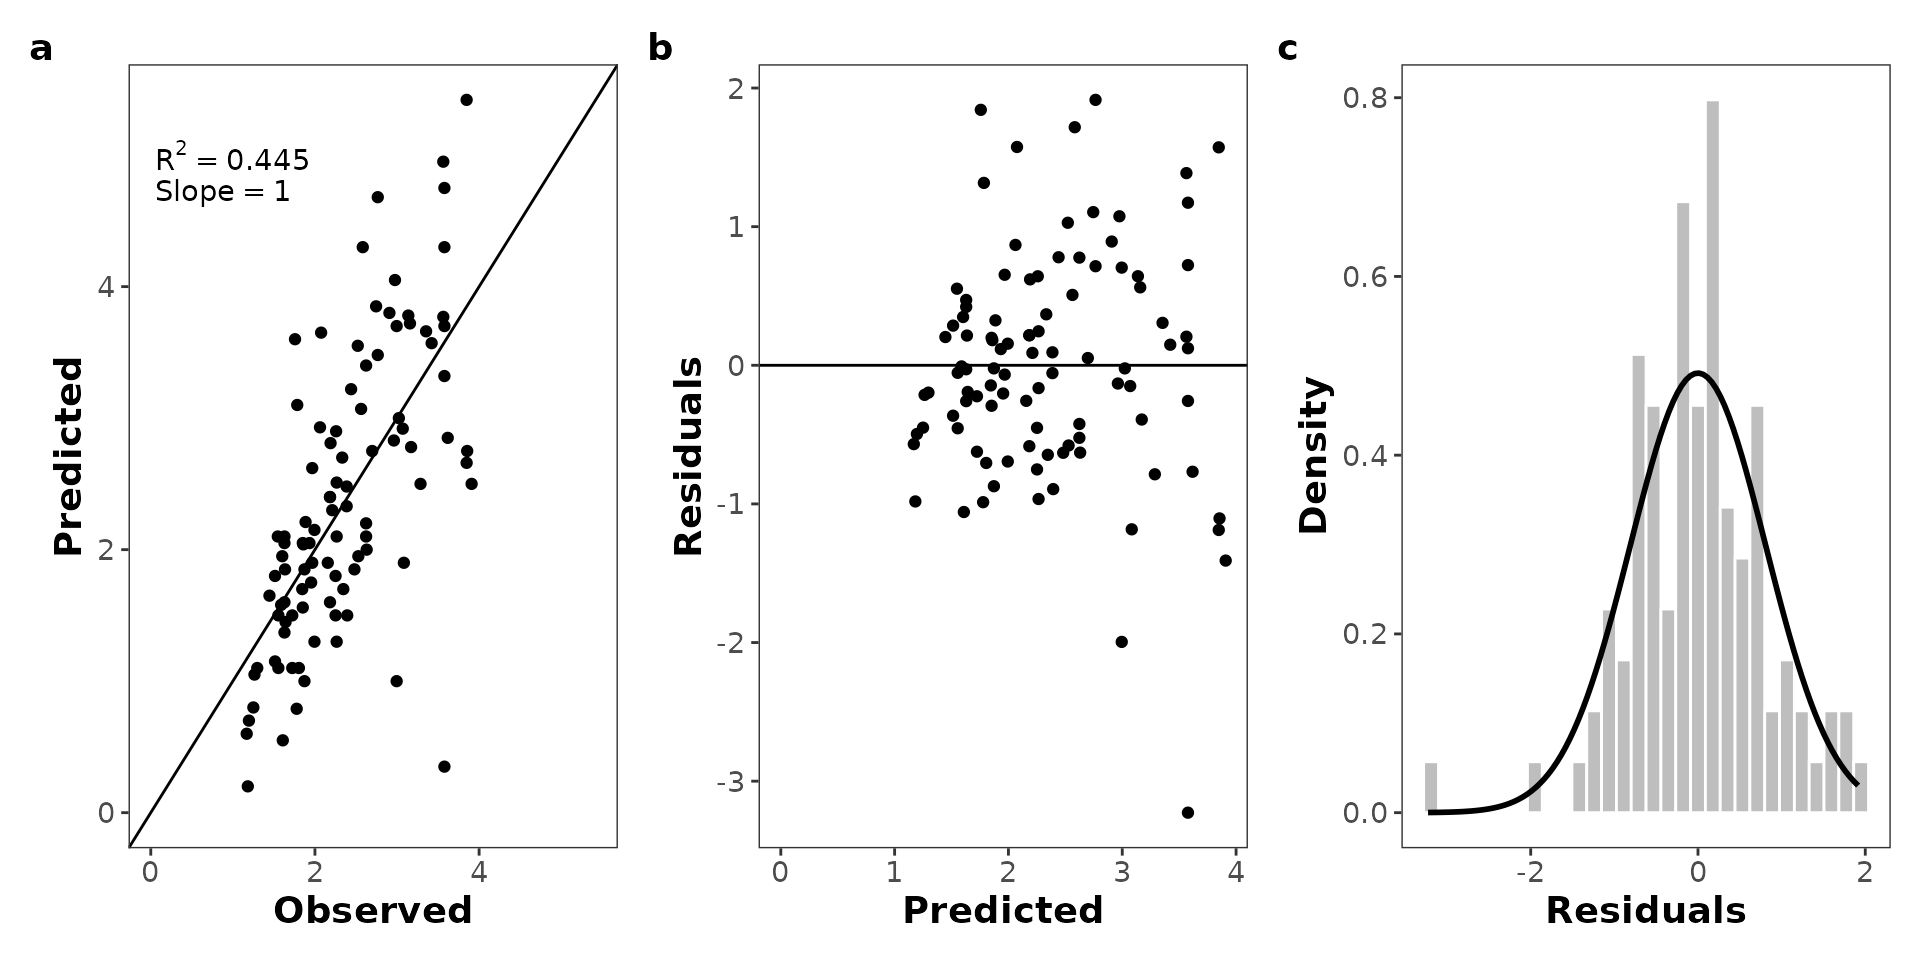 a
R² = 0.445
Slope = 1
Predicted
4
2
0
0 2 4
Observed
b
Residuals
2
1
0
-1
-2
-3
0 1 2 3 4
Predicted
c
Density
0.8
0.6
0.4
0.2
0.0
-2 0 2
Residuals